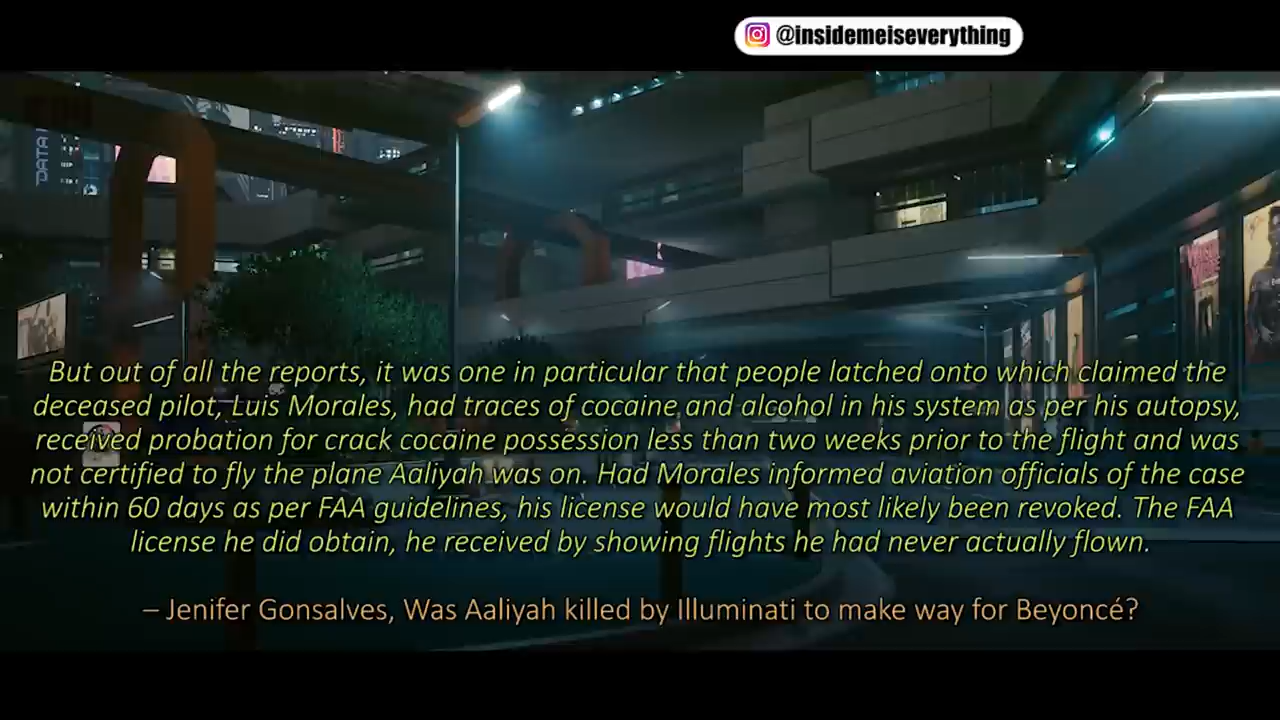 @insidemeiseverything
DATA
But out of all the reports, it was one in particular that people latched onto which claimed the
deceased pilot, Luis Morales, had traces of cocaine and alcohol in his system as per his autopsy,
received probation for crack cocaine possession less than two weeks prior to the flight and was
not certified to fly the plane Aaliyah was on. Had Morales informed aviation officials of the case
within 60 days as per FAA guidelines, his license would have most likely been revoked. The FAA
license he did obtain, he received by showing flights he had never actually flown.
– Jenifer Gonsalves, Was Aaliyah killed by Illuminati to make way for Beyoncé?